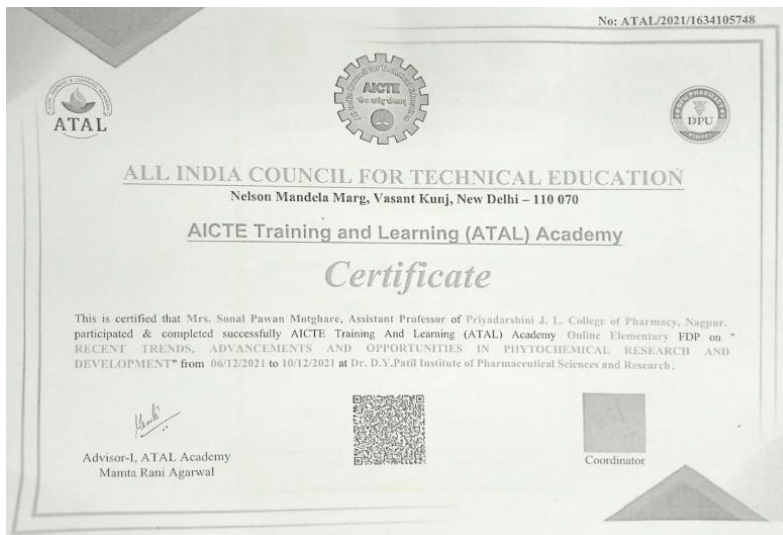 No: ATAL/2021/1634105748
ATAL
AICTE
DPU
ALL INDIA COUNCIL FOR TECHNICAL EDUCATION
Nelson Mandela Marg, Vasant Kunj, New Delhi – 110 070
AICTE Training and Learning (ATAL) Academy
Certificate
This is certified that Mrs. Sonal Pawan Motghare, Assistant Professor of Priyadarshini J. L. College of Pharmacy, Nagpur.
participated & completed successfully AICTE Training And Learning (ATAL) Academy Online Elementary FDP on "
RECENT TRENDS, ADVANCEMENTS AND OPPORTUNITIES IN PHYTOCHEMICAL RESEARCH AND
DEVELOPMENT" from 06/12/2021 to 10/12/2021 at Dr. D.Y.Patil Institute of Pharmaceutical Sciences and Research.
Advisor-I, ATAL Academy
Mamta Rani Agarwal
Coordinator